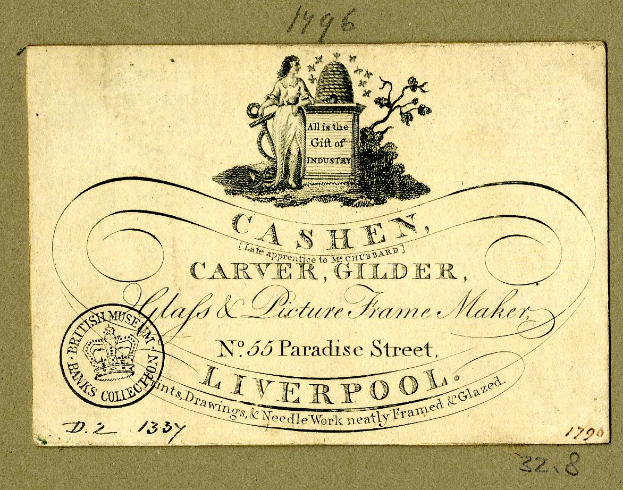 1796
All is the
Gift of
INDUSTRY
CASHEN,
[Late apprentice to Mr CHUBBARD]
CARVER, GILDER,
Glaſs & Picture Frame Maker
No. 55 Paradise Street,
LIVERPOOL.
Drawings, & Needle Work neatly Framed & Glazed.
BRITISH MUSEUM
BANKS COLLECTION
D.2 1337
1790
32.8